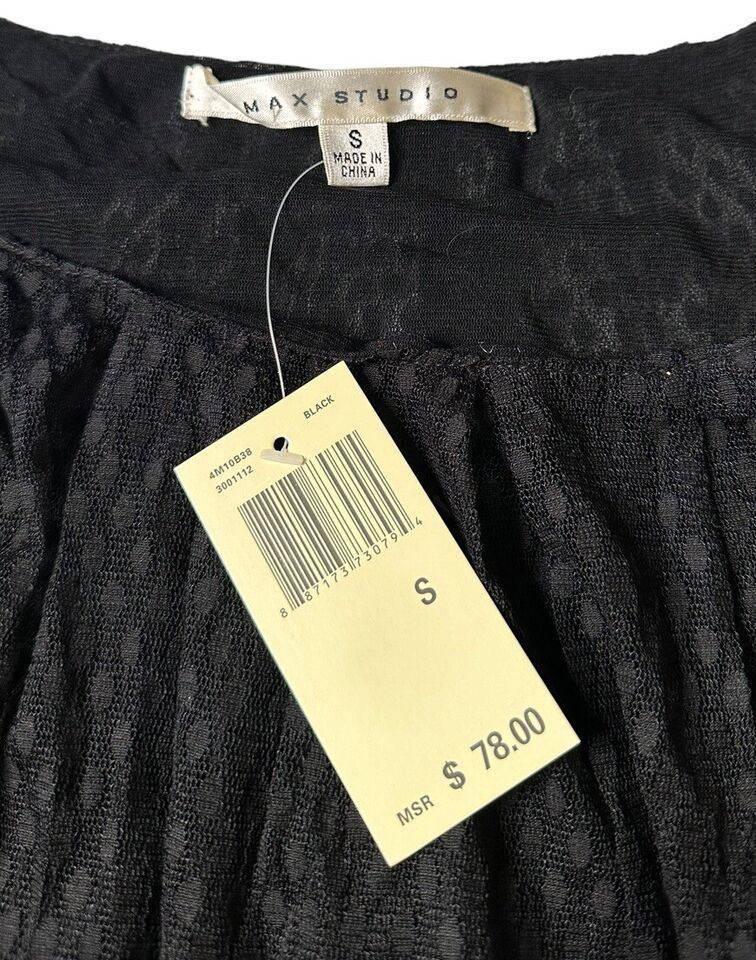 MAX STUDIO
S
MADE IN
CHINA
BLACK
4M10B38
3001112
8 87173 73079 4
S
MSR $ 78.00